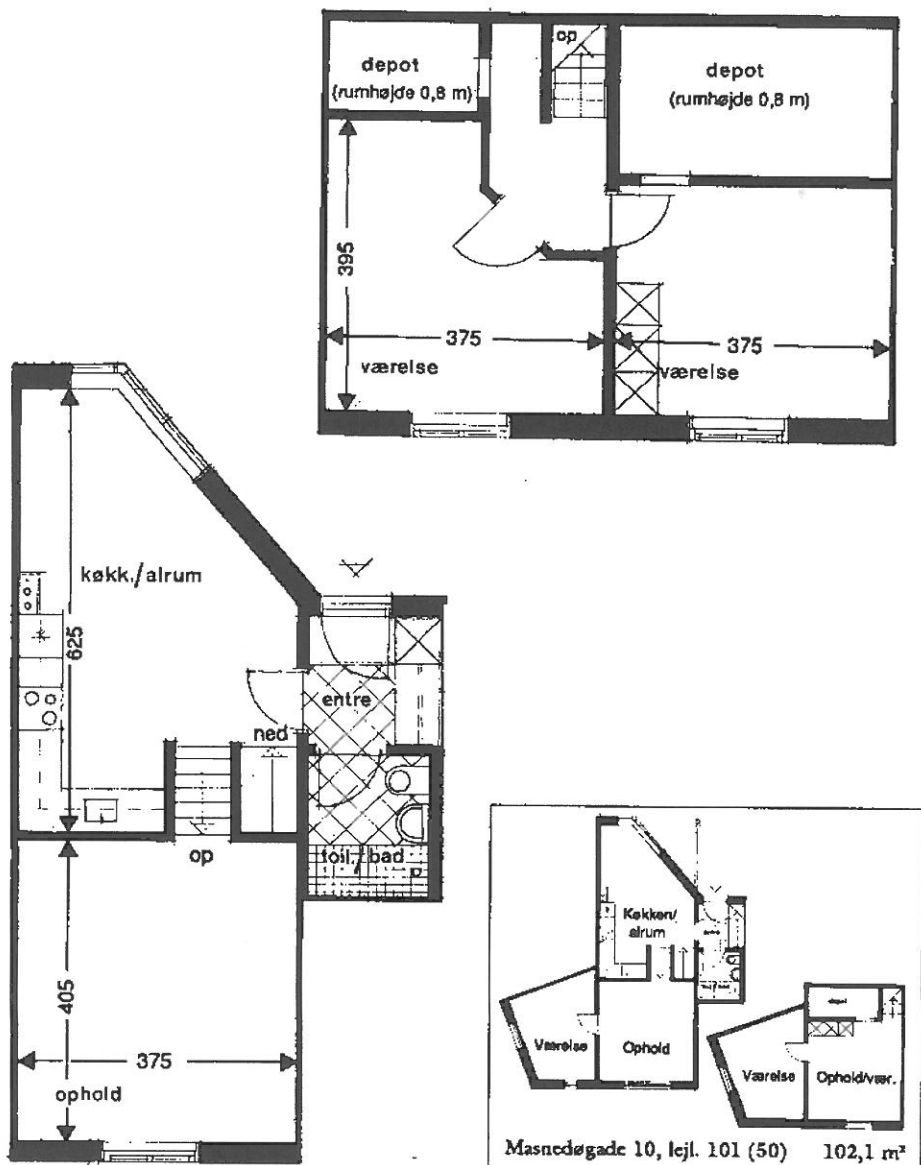 depot
(rumhøjde 0,8 m)
op
depot
(rumhøjde 0,8 m)
395
375
værelse
375
værelse
køkk./alrum
625
entre
ned
toil./bad
op
405
375
ophold
Køkken/
alrum
Værelse
Ophold
depot
Værelse
Ophold/vær.
Masnedøgade 10, lejl. 101 (50) 102,1 m²